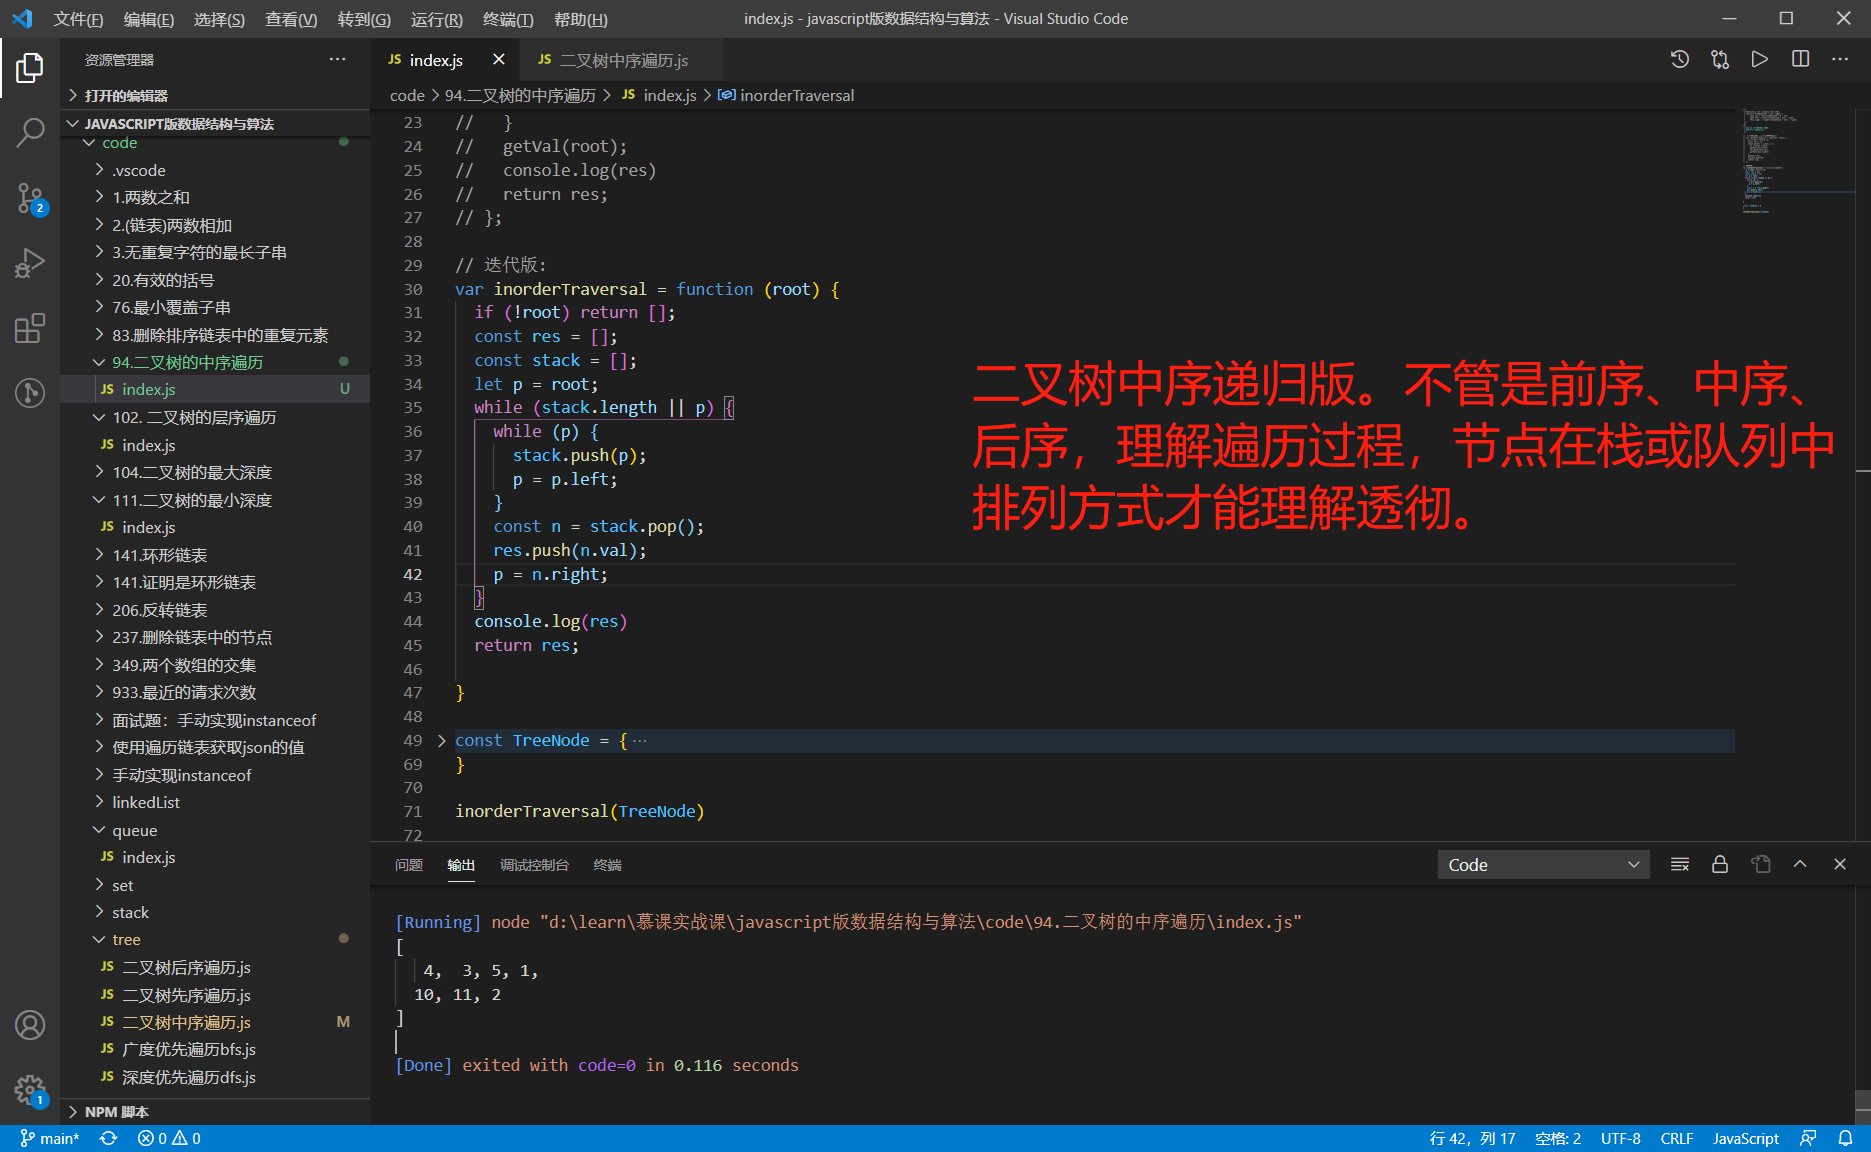 文件(F) 编辑(E) 选择(S) 查看(V) 转到(G) 运行(R) 终端(T) 帮助(H) index.js - javascript版数据结构与算法 - Visual Studio Code
资源管理器
打开的编辑器
JAVASCRIPT版数据结构与算法
code
.vscode
1.两数之和
2.(链表)两数相加
3.无重复字符的最长子串
20.有效的括号
76.最小覆盖子串
83.删除排序链表中的重复元素
94.二叉树的中序遍历
JS index.js U
102. 二叉树的层序遍历
JS index.js
104.二叉树的最大深度
111.二叉树的最小深度
JS index.js
141.环形链表
141.证明是环形链表
206.反转链表
237.删除链表中的节点
349.两个数组的交集
933.最近的请求次数
面试题：手动实现instanceof
使用遍历链表获取json的值
手动实现instanceof
linkedList
queue
JS index.js
set
stack
tree
JS 二叉树后序遍历.js
JS 二叉树先序遍历.js
JS 二叉树中序遍历.js M
JS 广度优先遍历bfs.js
JS 深度优先遍历dfs.js
NPM 脚本
2
1
JS index.js JS 二叉树中序遍历.js
code > 94.二叉树的中序遍历 > JS index.js > inorderTraversal
23 //   }
24 //   getVal(root);
25 //   console.log(res)
26 //   return res;
27 // };
28
29 // 迭代版:
30 var inorderTraversal = function (root) {
31   if (!root) return [];
32   const res = [];
33   const stack = [];
34   let p = root;
35   while (stack.length || p) {
36     while (p) {
37       stack.push(p);
38       p = p.left;
39     }
40     const n = stack.pop();
41     res.push(n.val);
42     p = n.right;
43   }
44   console.log(res)
45   return res;
46
47 }
48
49 const TreeNode = { ···
69 }
70
71 inorderTraversal(TreeNode)
72
二叉树中序递归版。不管是前序、中序、
后序，理解遍历过程，节点在栈或队列中
排列方式才能理解透彻。
问题 输出 调试控制台 终端 Code
[Running] node "d:\learn\慕课实战课\javascript版数据结构与算法\code\94.二叉树的中序遍历\index.js"
[
   4,  3, 5, 1,
  10, 11, 2
]
[Done] exited with code=0 in 0.116 seconds
main* 0 0 行 42，列 17 空格: 2 UTF-8 CRLF JavaScript